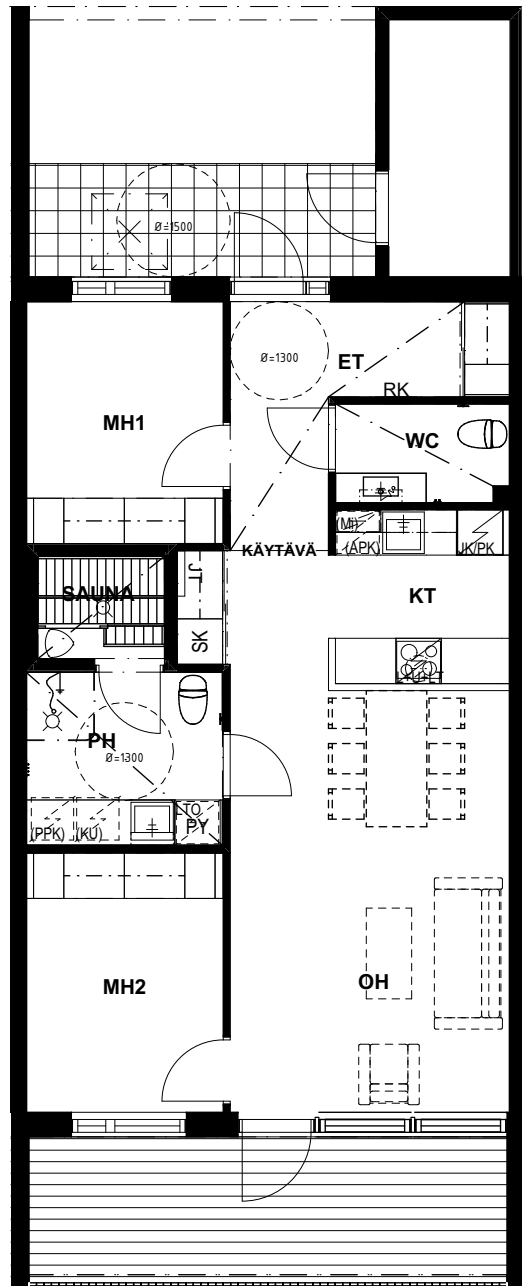 Ø=1500
Ø=1300
ET
RK
MH1
WC
(MI)
(APK)
JK/PK
KÄYTÄVÄ
JT
KT
SAUNA
SK
PH
Ø=1300
(PPK)
(KU)
TO
PY
MH2
OH